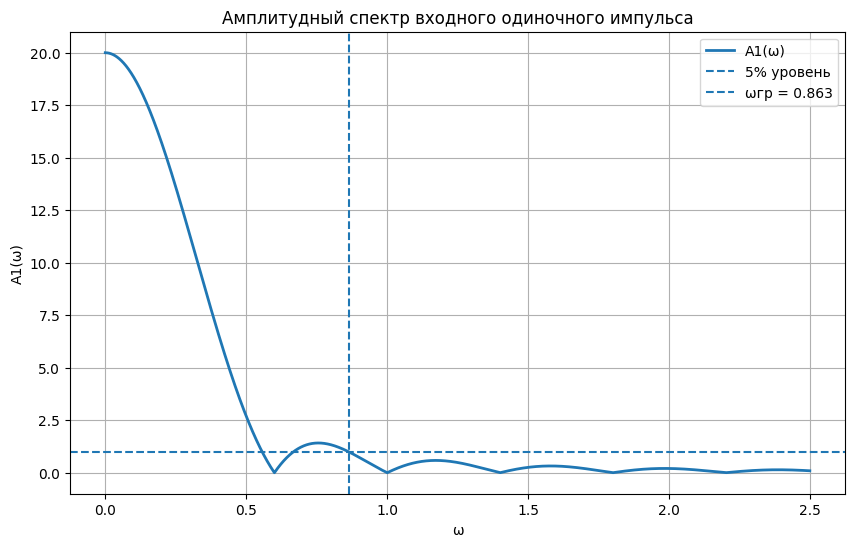 Амплитудный спектр входного одиночного импульса
A1(ω)
5% уровень
ωгр = 0.863
A1(ω)
20.0
17.5
15.0
12.5
10.0
7.5
5.0
2.5
0.0
0.0 0.5 1.0 1.5 2.0 2.5
ω